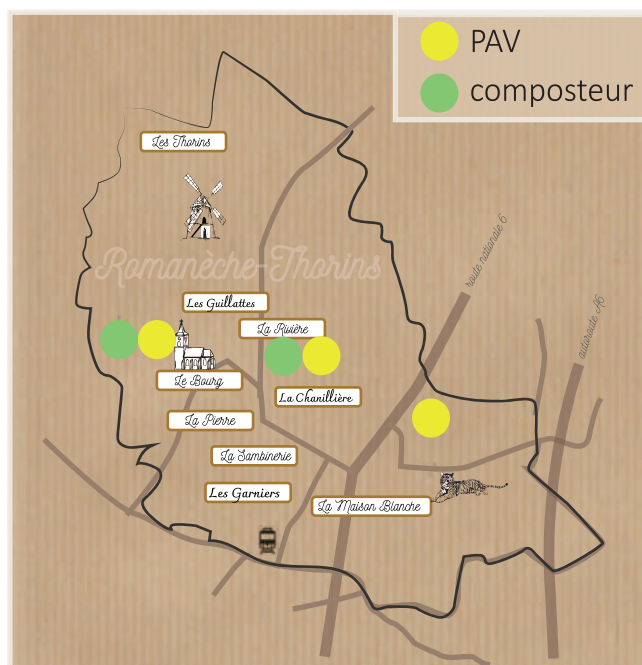 PAV
composteur
Les Thorins
Romanèche-Thorins
route nationale 6
autoroute A6
Les Guillattes
La Rivière
Le Bourg
La Chanillière
La Pierre
La Sambinerie
Les Garniers
La Maison Blanche